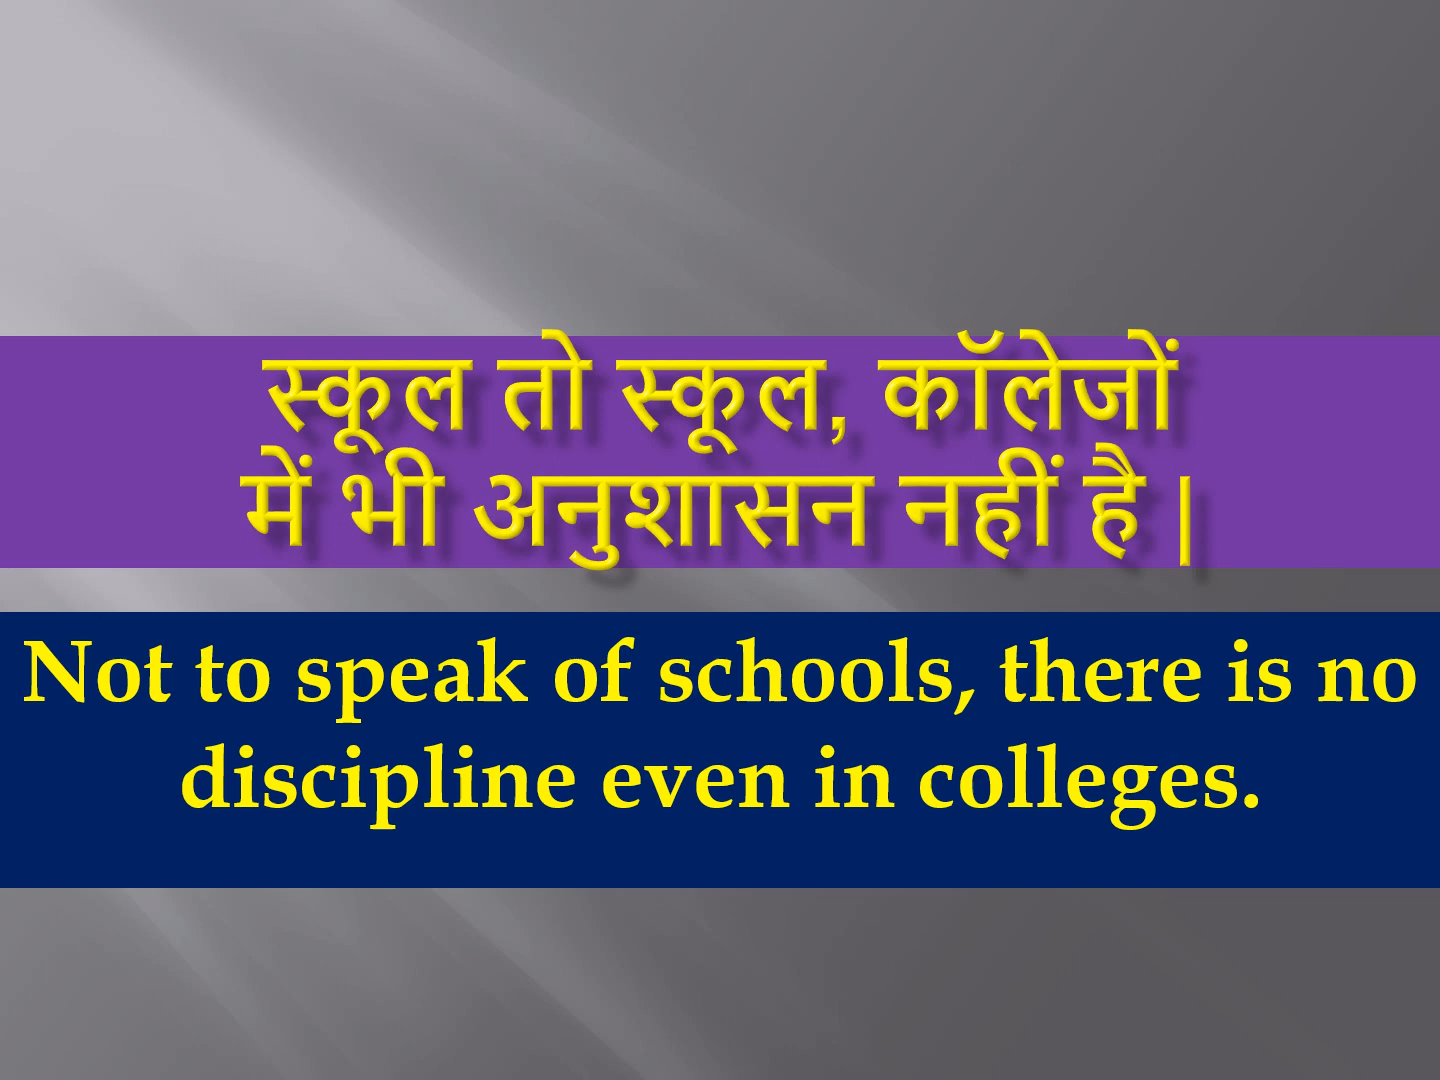 स्कूल तो स्कूल, कॉलेजों
में भी अनुशासन नहीं है |
Not to speak of schools, there is no
discipline even in colleges.